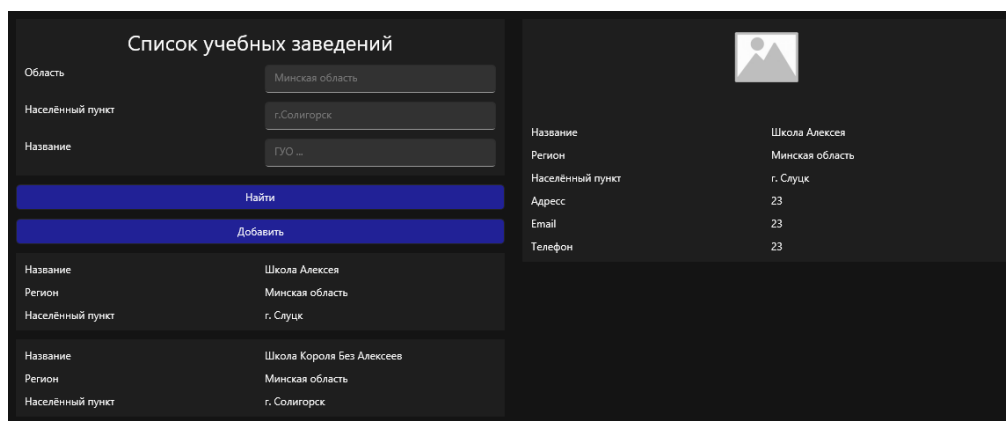 Список учебных заведений
Область
Минская область
Населённый пункт
г.Солигорск
Название
ГУО ...
Найти
Добавить
Название Школа Алексея
Регион Минская область
Населённый пункт г. Слуцк
Название Школа Короля Без Алексеев
Регион Минская область
Населённый пункт г. Солигорск
Название Школа Алексея
Регион Минская область
Населённый пункт г. Слуцк
Адресс 23
Email 23
Телефон 23